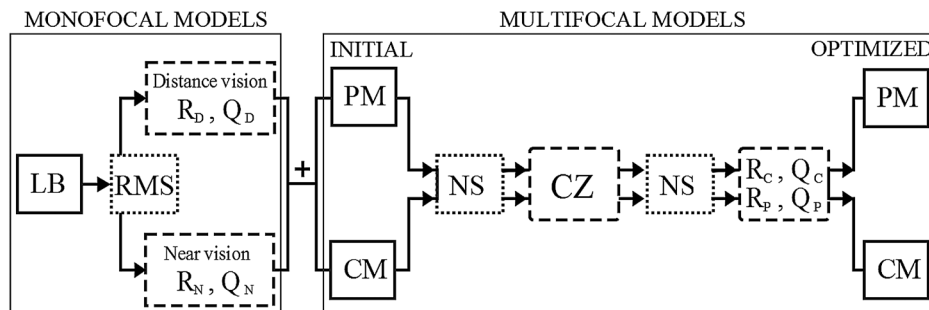 MONOFOCAL MODELS
MULTIFOCAL MODELS
INITIAL
OPTIMIZED
Distance vision
R_D , Q_D
PM
PM
LB
RMS
+
NS
CZ
NS
R_C , Q_C
R_P , Q_P
Near vision
R_N , Q_N
CM
CM